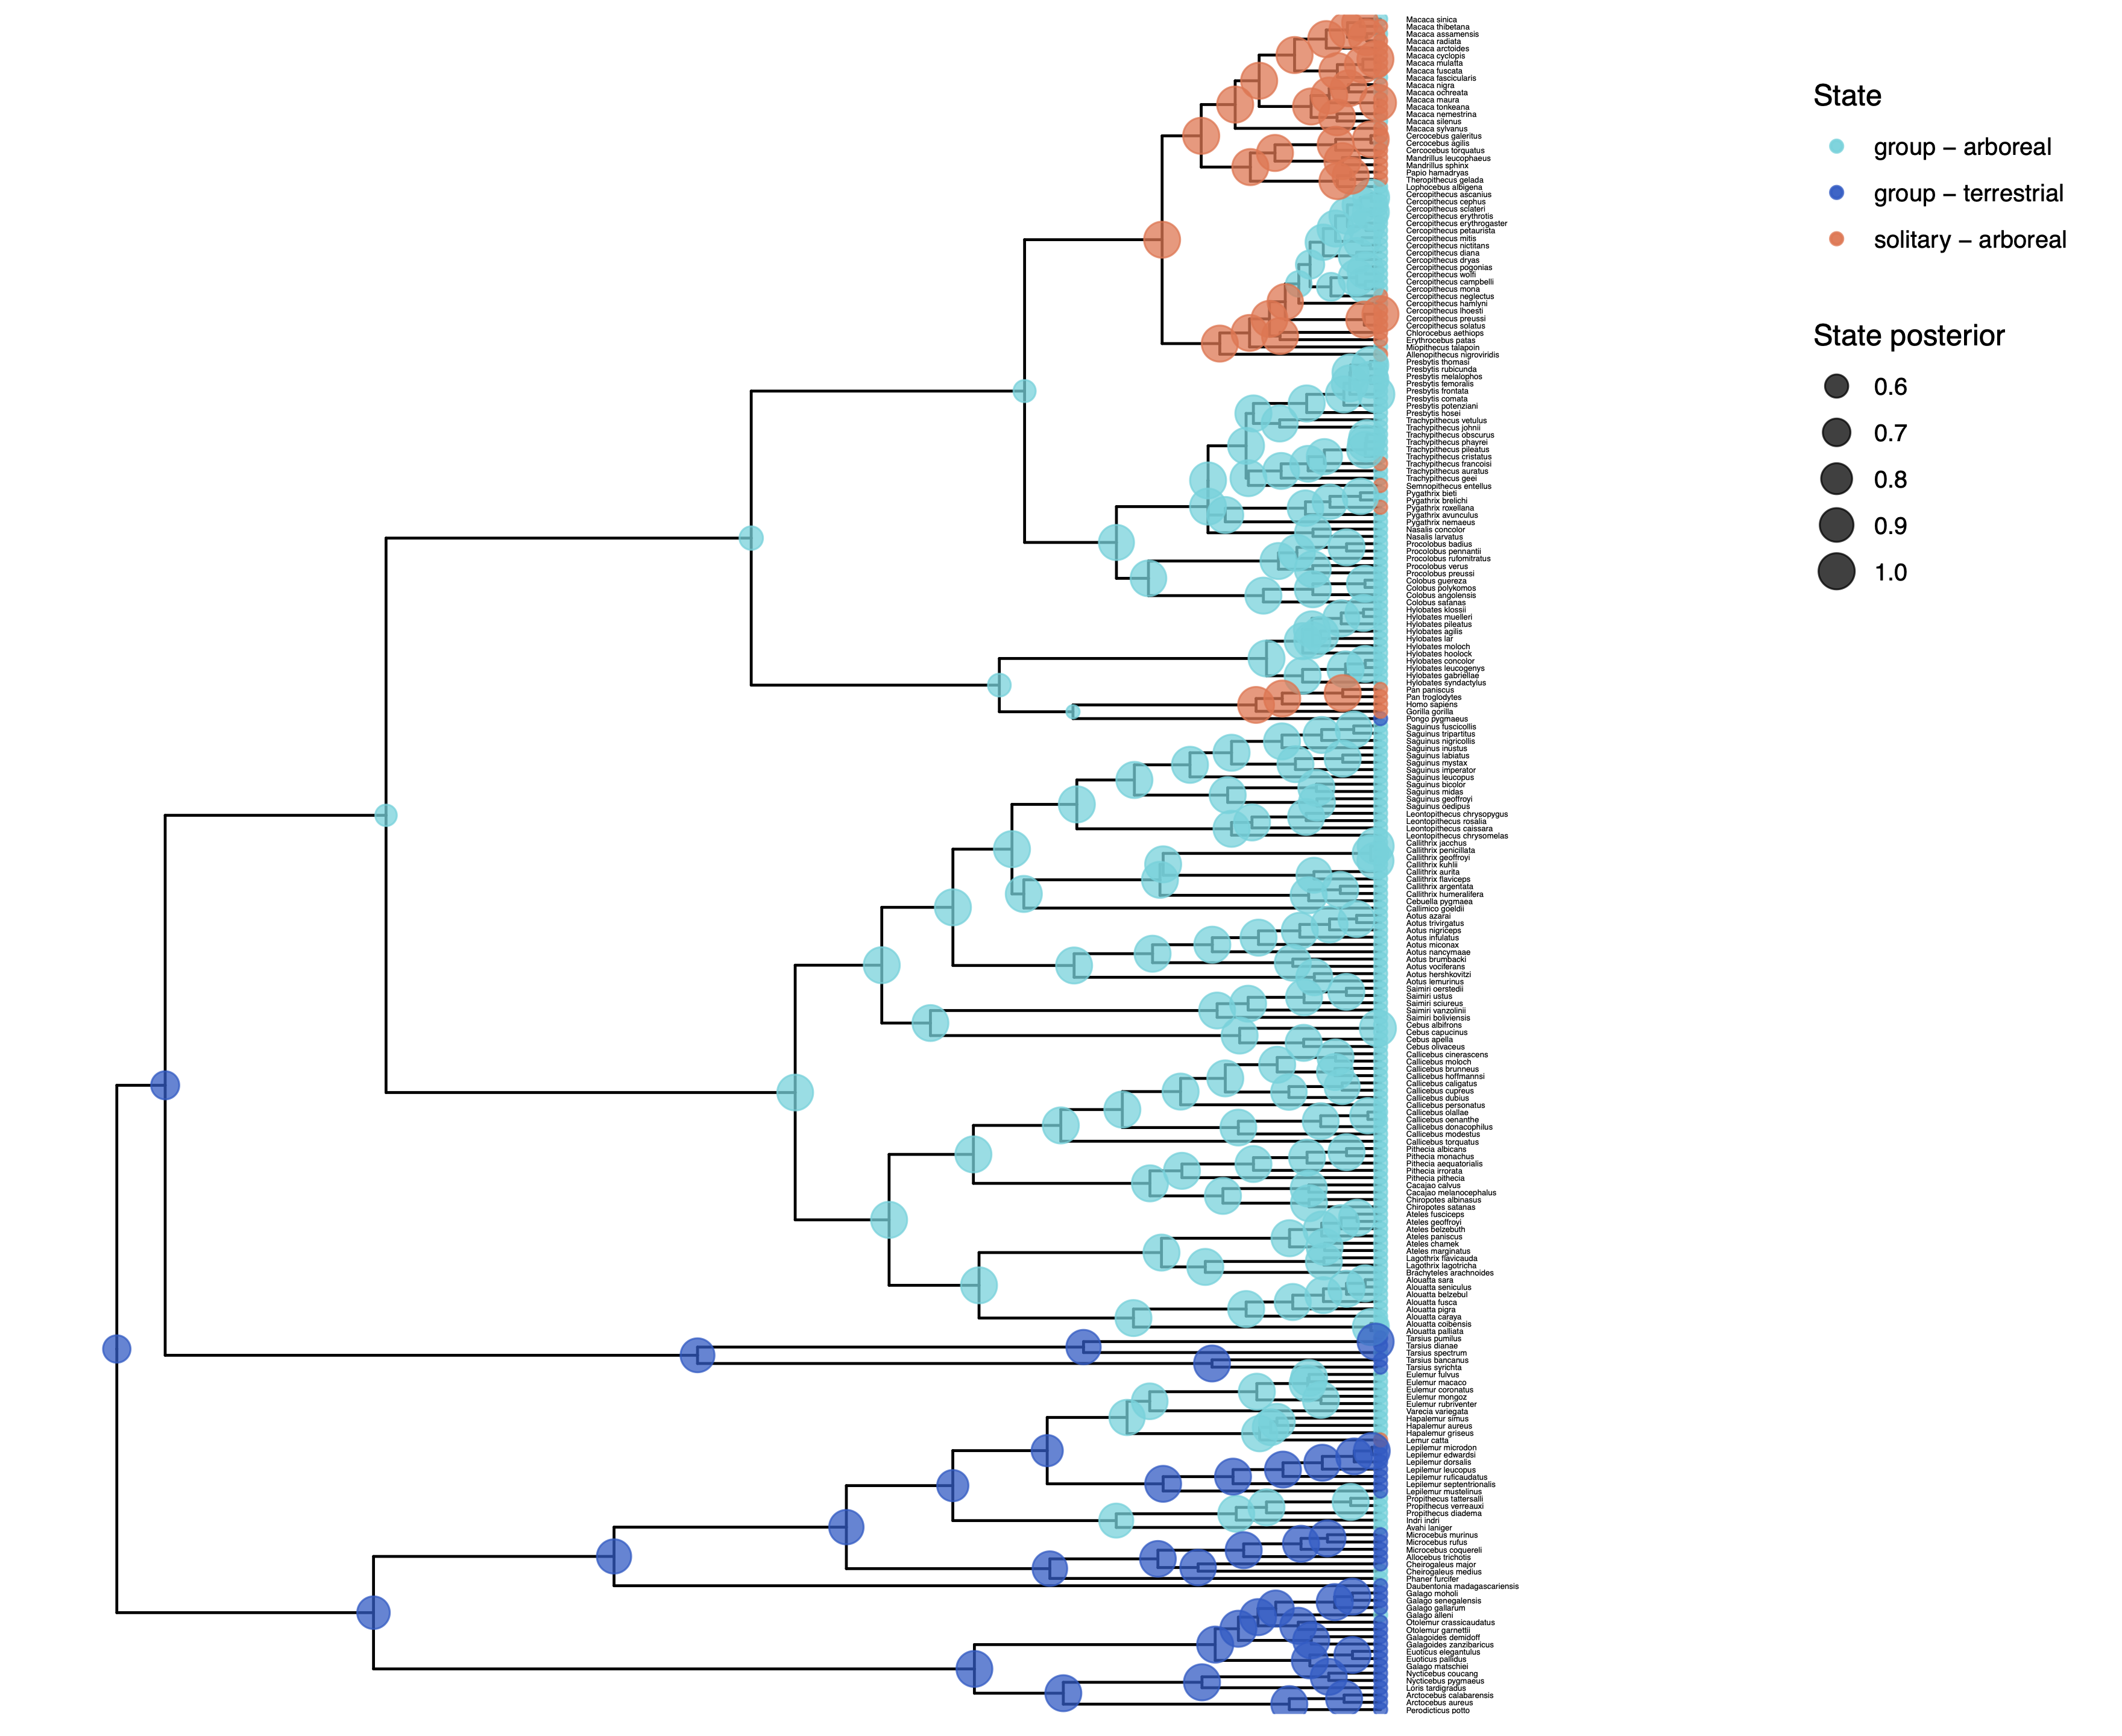 Macaca sinica
Macaca thibetana
Macaca assamensis
Macaca radiata
Macaca arctoides
Macaca cyclopis
Macaca mulatta
Macaca fuscata
Macaca fascicularis
Macaca nigra
Macaca ochreata
Macaca maura
Macaca tonkeana
Macaca nemestrina
Macaca silenus
Macaca sylvanus
Cercocebus galeritus
Cercocebus agilis
Cercocebus torquatus
Mandrillus leucophaeus
Mandrillus sphinx
Papio hamadryas
Theropithecus gelada
Lophocebus albigena
Cercopithecus ascanius
Cercopithecus cephus
Cercopithecus sclateri
Cercopithecus erythrotis
Cercopithecus erythrogaster
Cercopithecus petaurista
Cercopithecus mitis
Cercopithecus nictitans
Cercopithecus diana
Cercopithecus dryas
Cercopithecus pogonias
Cercopithecus wolfi
Cercopithecus campbelli
Cercopithecus mona
Cercopithecus neglectus
Cercopithecus hamlyni
Cercopithecus lhoesti
Cercopithecus preussi
Cercopithecus solatus
Chlorocebus aethiops
Erythrocebus patas
Miopithecus talapoin
Allenopithecus nigroviridis
Presbytis thomasi
Presbytis rubicunda
Presbytis melalophos
Presbytis femoralis
Presbytis frontata
Presbytis comata
Presbytis potenziani
Presbytis hosei
Trachypithecus vetulus
Trachypithecus johnii
Trachypithecus obscurus
Trachypithecus phayrei
Trachypithecus pileatus
Trachypithecus cristatus
Trachypithecus francoisi
Trachypithecus auratus
Trachypithecus geei
Semnopithecus entellus
Pygathrix bieti
Pygathrix brelichi
Pygathrix roxellana
Pygathrix avunculus
Pygathrix nemaeus
Nasalis concolor
Nasalis larvatus
Procolobus badius
Procolobus pennantii
Procolobus rufomitratus
Procolobus verus
Procolobus preussi
Colobus guereza
Colobus polykomos
Colobus angolensis
Colobus satanas
Hylobates klossii
Hylobates muelleri
Hylobates pileatus
Hylobates agilis
Hylobates lar
Hylobates moloch
Hylobates hoolock
Hylobates concolor
Hylobates leucogenys
Hylobates gabriellae
Hylobates syndactylus
Pan paniscus
Pan troglodytes
Homo sapiens
Gorilla gorilla
Pongo pygmaeus
Saguinus fuscicollis
Saguinus tripartitus
Saguinus nigricollis
Saguinus inustus
Saguinus labiatus
Saguinus mystax
Saguinus imperator
Saguinus leucopus
Saguinus bicolor
Saguinus midas
Saguinus geoffroyi
Saguinus oedipus
Leontopithecus chrysopygus
Leontopithecus rosalia
Leontopithecus caissara
Leontopithecus chrysomelas
Callithrix jacchus
Callithrix penicillata
Callithrix geoffroyi
Callithrix kuhlii
Callithrix aurita
Callithrix flaviceps
Callithrix argentata
Callithrix humeralifera
Cebuella pygmaea
Callimico goeldii
Aotus azarai
Aotus trivirgatus
Aotus nigriceps
Aotus infulatus
Aotus miconax
Aotus nancymaae
Aotus brumbacki
Aotus vociferans
Aotus hershkovitzi
Aotus lemurinus
Saimiri oerstedii
Saimiri ustus
Saimiri sciureus
Saimiri vanzolinii
Saimiri boliviensis
Cebus albifrons
Cebus capucinus
Cebus apella
Cebus olivaceus
Callicebus cinerascens
Callicebus moloch
Callicebus brunneus
Callicebus hoffmannsi
Callicebus caligatus
Callicebus cupreus
Callicebus dubius
Callicebus personatus
Callicebus olallae
Callicebus oenanthe
Callicebus donacophilus
Callicebus modestus
Callicebus torquatus
Pithecia albicans
Pithecia monachus
Pithecia aequatorialis
Pithecia irrorata
Pithecia pithecia
Cacajao calvus
Cacajao melanocephalus
Chiropotes albinasus
Chiropotes satanas
Ateles fusciceps
Ateles geoffroyi
Ateles belzebuth
Ateles paniscus
Ateles chamek
Ateles marginatus
Lagothrix flavicauda
Lagothrix lagotricha
Brachyteles arachnoides
Alouatta sara
Alouatta seniculus
Alouatta belzebul
Alouatta fusca
Alouatta pigra
Alouatta caraya
Alouatta coibensis
Alouatta palliata
Tarsius pumilus
Tarsius dianae
Tarsius spectrum
Tarsius bancanus
Tarsius syrichta
Eulemur fulvus
Eulemur macaco
Eulemur coronatus
Eulemur mongoz
Eulemur rubriventer
Varecia variegata
Hapalemur simus
Hapalemur aureus
Hapalemur griseus
Lemur catta
Lepilemur microdon
Lepilemur edwardsi
Lepilemur dorsalis
Lepilemur leucopus
Lepilemur ruficaudatus
Lepilemur septentrionalis
Lepilemur mustelinus
Propithecus tattersalli
Propithecus verreauxi
Propithecus diadema
Indri indri
Avahi laniger
Microcebus murinus
Microcebus rufus
Microcebus coquereli
Allocebus trichotis
Cheirogaleus major
Cheirogaleus medius
Phaner furcifer
Daubentonia madagascariensis
Galago moholi
Galago senegalensis
Galago gallarum
Galago alleni
Otolemur crassicaudatus
Otolemur garnettii
Galagoides demidoff
Galagoides zanzibaricus
Euoticus elegantulus
Euoticus pallidus
Galago matschiei
Nycticebus coucang
Nycticebus pygmaeus
Loris tardigradus
Arctocebus calabarensis
Arctocebus aureus
Perodicticus potto
State
group – arboreal
group – terrestrial
solitary – arboreal
State posterior
0.6
0.7
0.8
0.9
1.0